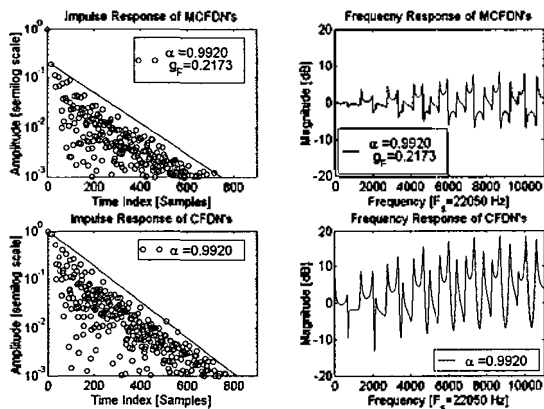 Impulse Response of MCFDN's
10⁰
10⁻¹
10⁻²
10⁻³
Amplitude [semilog scale]
α=0.9920
g_F=0.2173
0 200 400 600 800
Time Index [Samples]
Frequecny Response of MCFDN's
20
10
0
-10
-20
Magnitude [dB]
α=0.9920
g_F=0.2173
0 2000 4000 6000 8000 10000
Frequency [F_s=22050 Hz]
Impulse Response of CFDN's
10⁰
10⁻¹
10⁻²
10⁻³
Amplitude [semilog scale]
α=0.9920
0 200 400 600 800
Time Index [Samples]
Frequency Response of CFDN's
20
10
0
-10
-20
Magnitude [dB]
α=0.9920
0 2000 4000 6000 8000 10000
Frequency [F_s=22050 Hz]